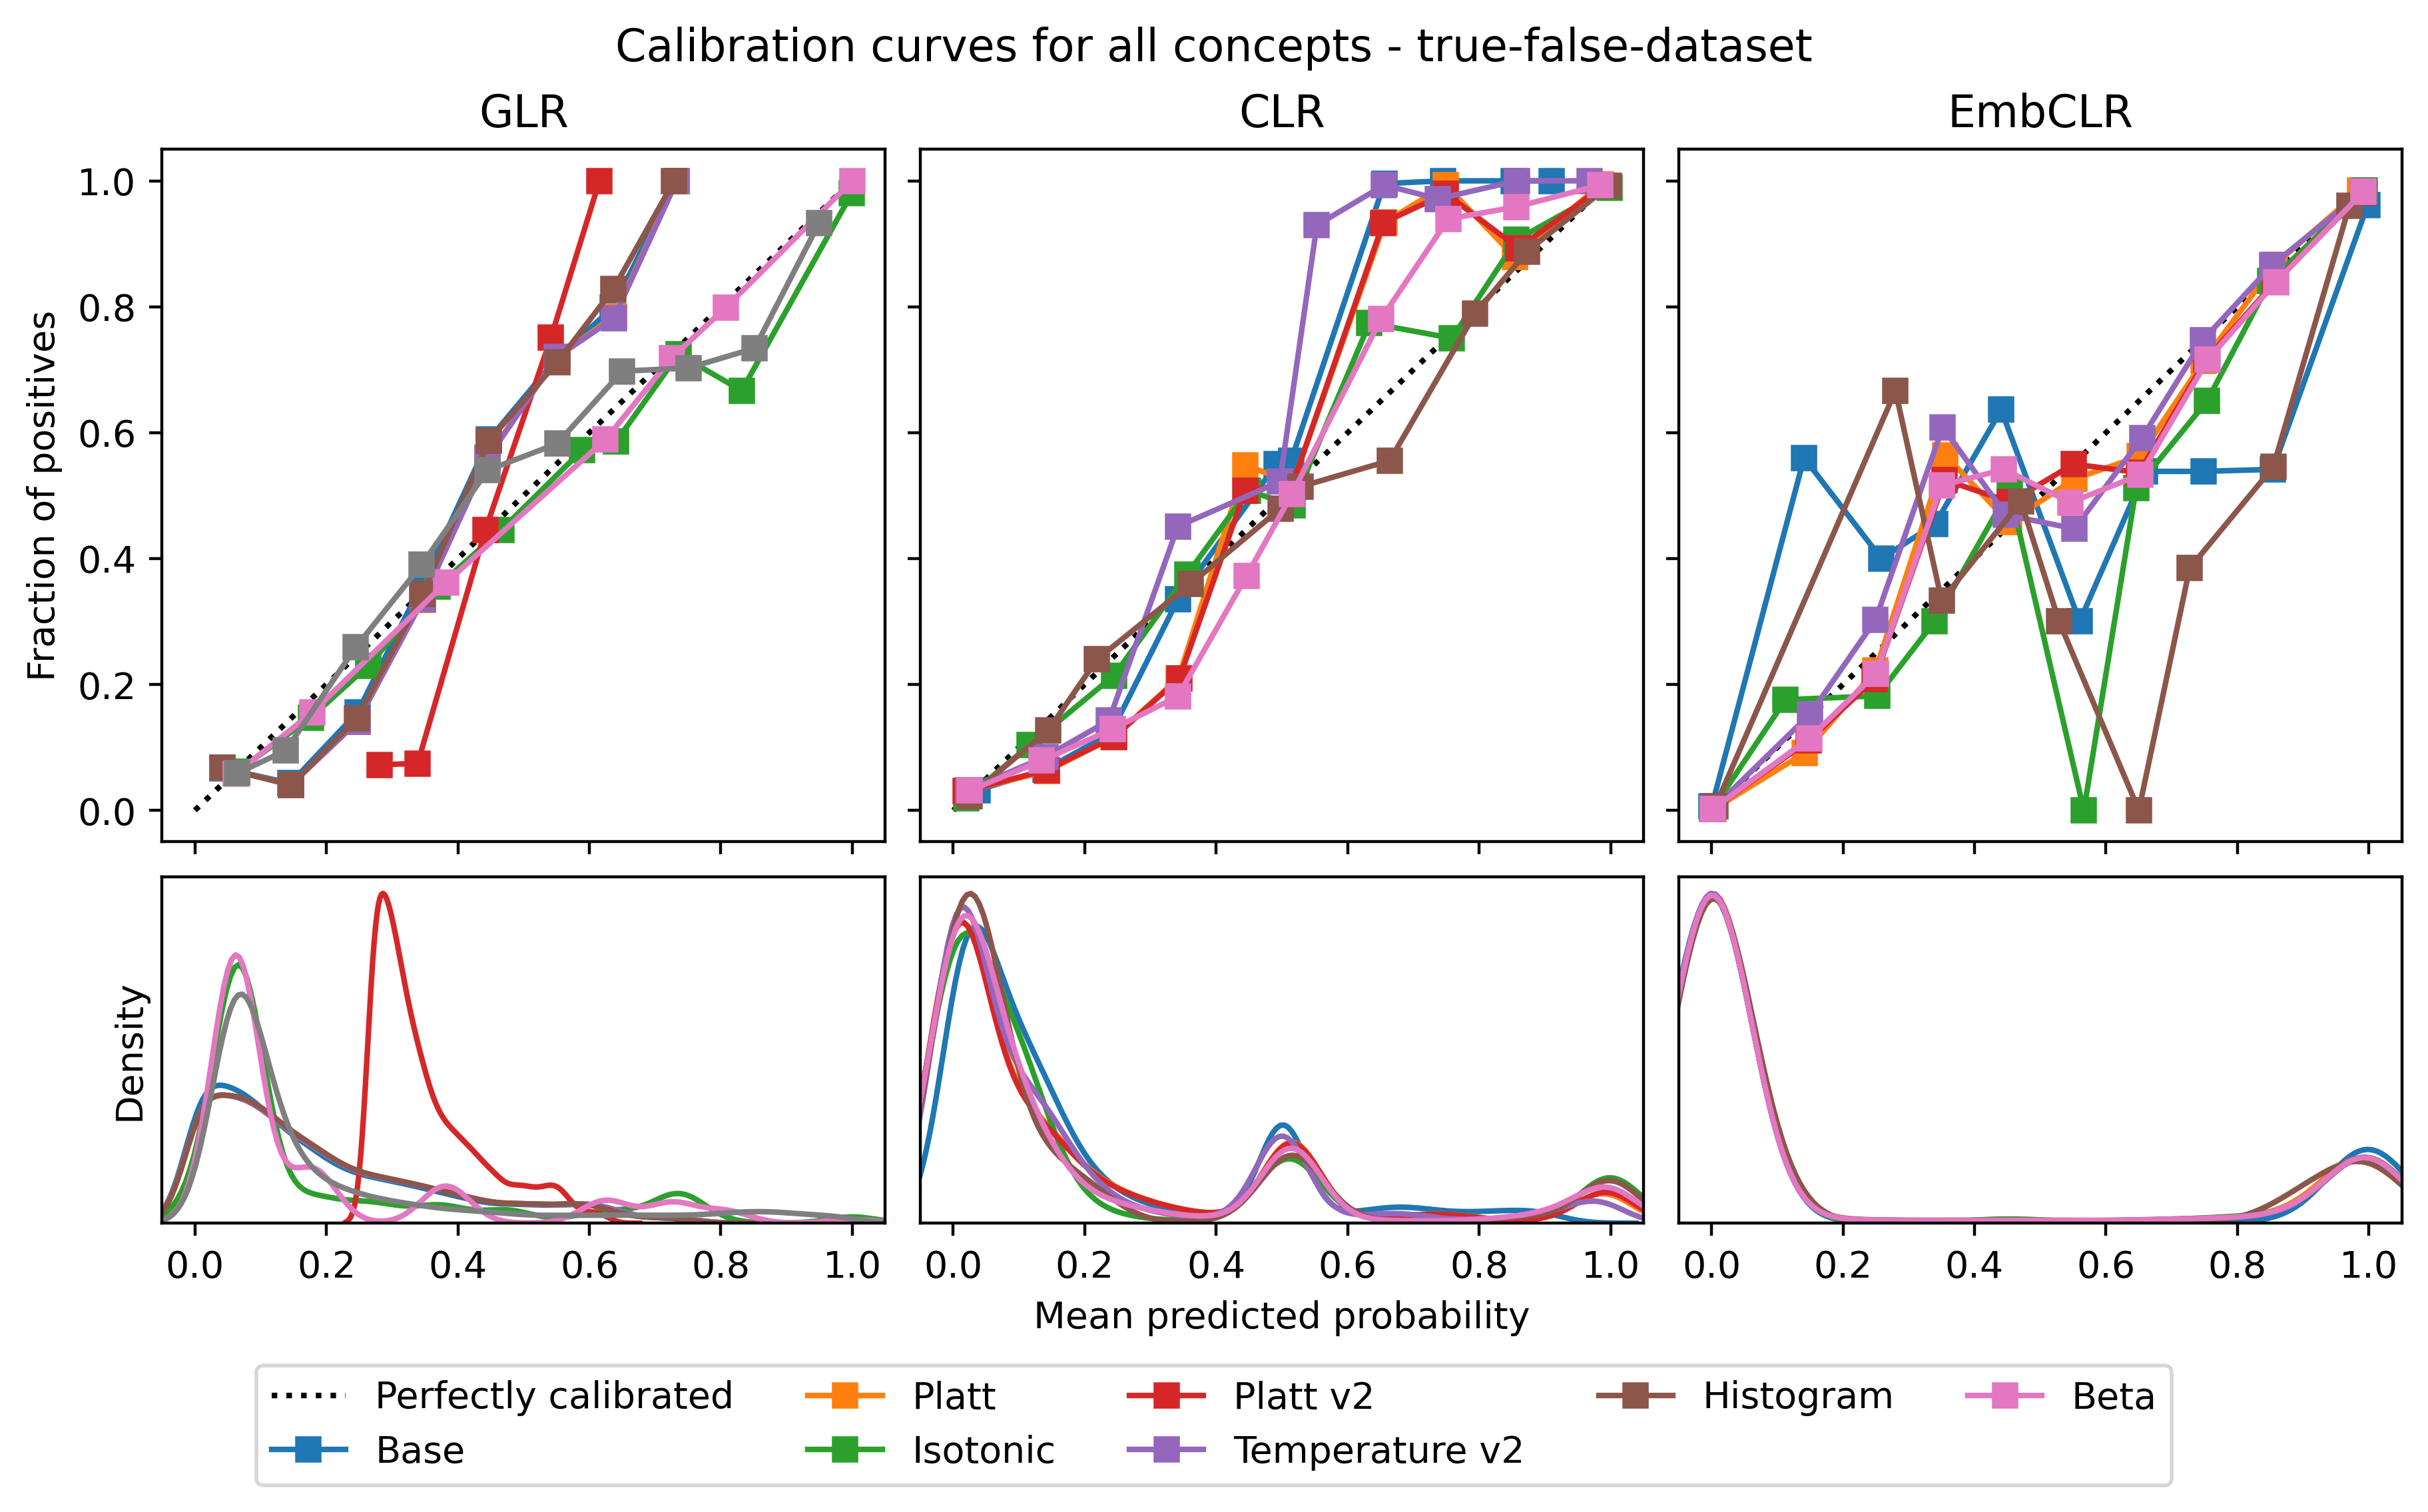 Calibration curves for all concepts - true-false-dataset
GLR
CLR
EmbCLR
1.0
0.8
0.6
0.4
0.2
0.0
Fraction of positives
Density
0.0 0.2 0.4 0.6 0.8 1.0
0.0 0.2 0.4 0.6 0.8 1.0
0.0 0.2 0.4 0.6 0.8 1.0
Mean predicted probability
Perfectly calibrated
Base
Platt
Isotonic
Platt v2
Temperature v2
Histogram
Beta